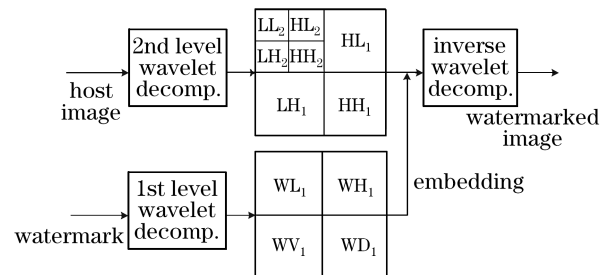 2nd level
wavelet
decomp.
LL₂ HL₂
LH₂ HH₂
HL₁
LH₁ HH₁
inverse
wavelet
decomp.
host
image
watermarked
image
1st level
wavelet
decomp.
WL₁ WH₁
WV₁ WD₁
embedding
watermark